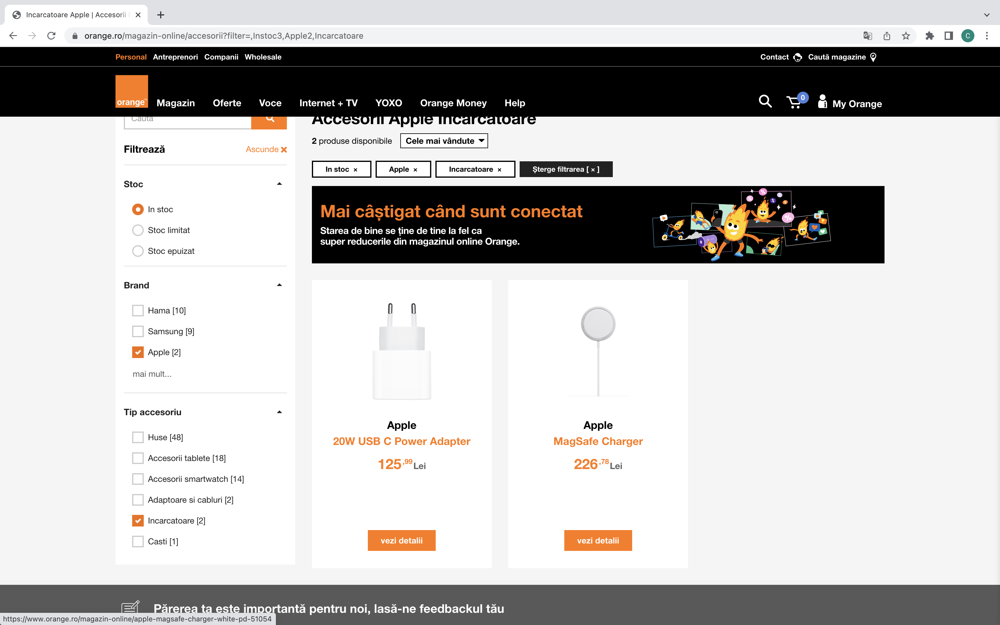 Incarcatoare Apple | Accesorii
orange.ro/magazin-online/accesorii?filter=,Instoc3,Apple2,Incarcatoare
C
Personal Antreprenori Companii Wholesale
Contact Caută magazine
orange™ Magazin Oferte Voce Internet + TV YOXO Orange Money Help
0 My Orange
Caută
Filtrează
Ascunde
Stoc
In stoc
Stoc limitat
Stoc epuizat
Brand
Hama [10]
Samsung [9]
Apple [2]
mai mult...
Tip accesoriu
Huse [48]
Accesorii tablete [18]
Accesorii smartwatch [14]
Adaptoare si cabluri [2]
Incarcatoare [2]
Casti [1]
Accesorii Apple Incarcatoare
2 produse disponibile
Cele mai vândute
In stoc × Apple × Incarcatoare × Șterge filtrarea [ × ]
Mai câștigat când sunt conectat
Starea de bine se ține de tine la fel ca
super reducerile din magazinul online Orange.
Apple
20W USB C Power Adapter
125,99 Lei
vezi detalii
Apple
MagSafe Charger
226,78 Lei
vezi detalii
Părerea ta este importantă pentru noi, lasă-ne feedbackul tău
https://www.orange.ro/magazin-online/apple-magsafe-charger-white-pd-51054